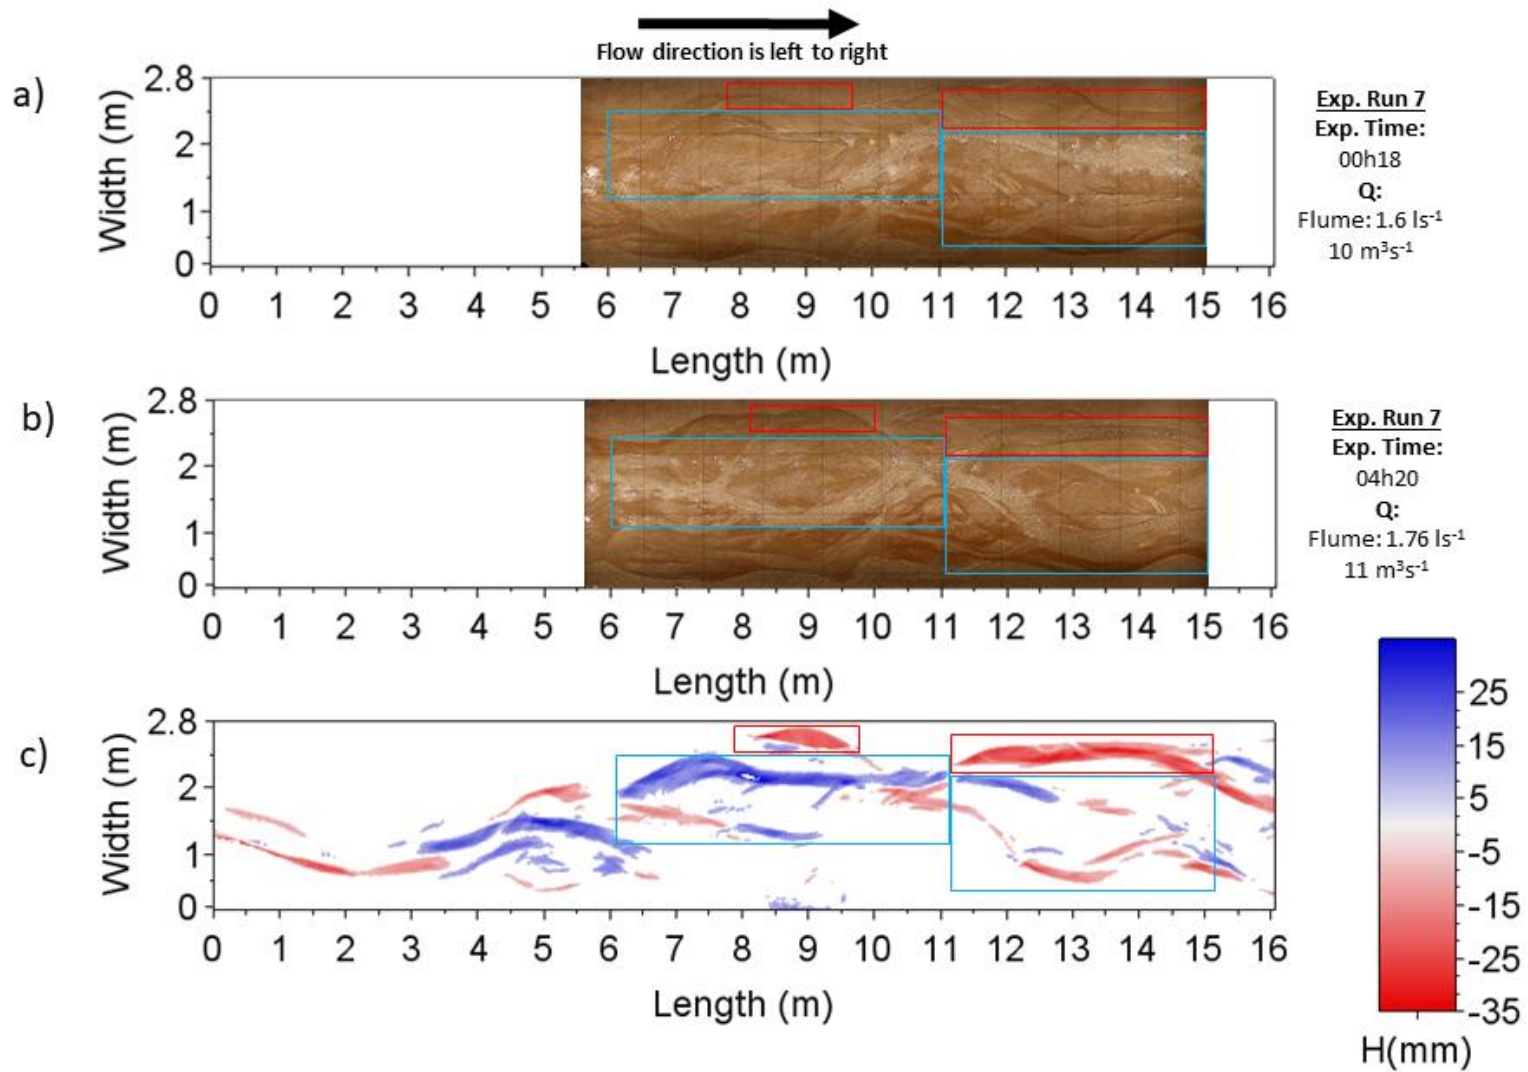 Flow direction is left to right
a)
2.8
2
1
0
Width (m)
0 1 2 3 4 5 6 7 8 9 10 11 12 13 14 15 16
Length (m)
Exp. Run 7
Exp. Time:
00h18
Q:
Flume: 1.6 ls⁻¹
10 m³s⁻¹
b)
2.8
2
1
0
Width (m)
0 1 2 3 4 5 6 7 8 9 10 11 12 13 14 15 16
Length (m)
Exp. Run 7
Exp. Time:
04h20
Q:
Flume: 1.76 ls⁻¹
11 m³s⁻¹
c)
2.8
2
1
0
Width (m)
0 1 2 3 4 5 6 7 8 9 10 11 12 13 14 15 16
Length (m)
25
15
5
-5
-15
-25
-35
H(mm)